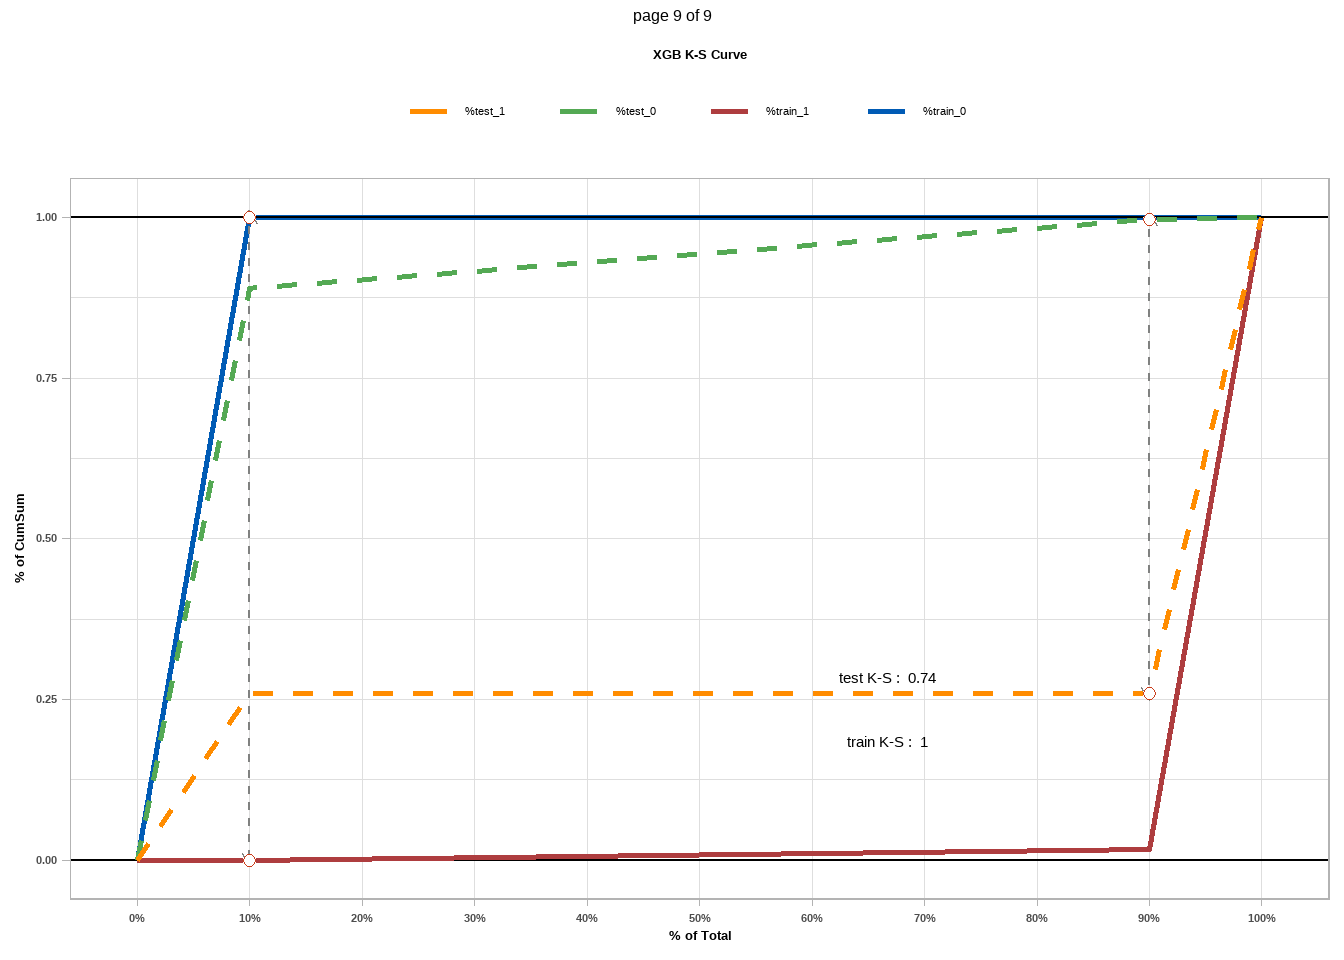 page 9 of 9
XGB K-S Curve
%test_1 %test_0 %train_1 %train_0
1.00
0.75
0.50
0.25
0.00
% of CumSum
test K-S : 0.74
train K-S : 1
0% 10% 20% 30% 40% 50% 60% 70% 80% 90% 100%
% of Total